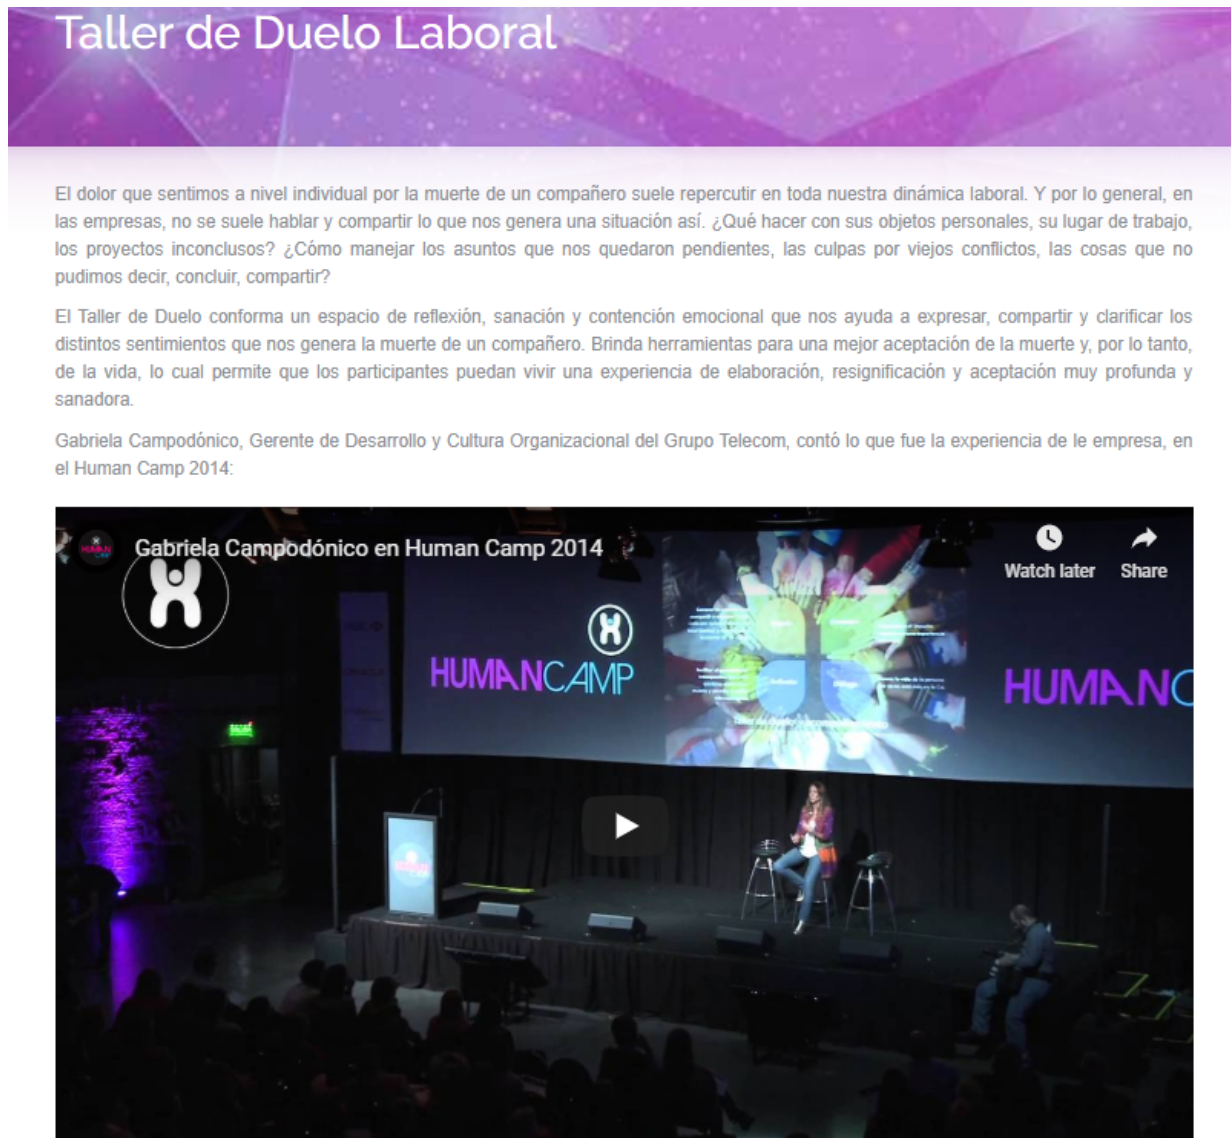 Taller de Duelo Laboral
El dolor que sentimos a nivel individual por la muerte de un compañero suele repercutir en toda nuestra dinámica laboral. Y por lo general, en
las empresas, no se suele hablar y compartir lo que nos genera una situación así. ¿Qué hacer con sus objetos personales, su lugar de trabajo,
los proyectos inconclusos? ¿Cómo manejar los asuntos que nos quedaron pendientes, las culpas por viejos conflictos, las cosas que no
pudimos decir, concluir, compartir?
El Taller de Duelo conforma un espacio de reflexión, sanación y contención emocional que nos ayuda a expresar, compartir y clarificar los
distintos sentimientos que nos genera la muerte de un compañero. Brinda herramientas para una mejor aceptación de la muerte y, por lo tanto,
de la vida, lo cual permite que los participantes puedan vivir una experiencia de elaboración, resignificación y aceptación muy profunda y
sanadora.
Gabriela Campodónico, Gerente de Desarrollo y Cultura Organizacional del Grupo Telecom, contó lo que fue la experiencia de le empresa, en
el Human Camp 2014:
Gabriela Campodónico en Human Camp 2014
Watch later
Share
HUMANCAMP
HUMANC